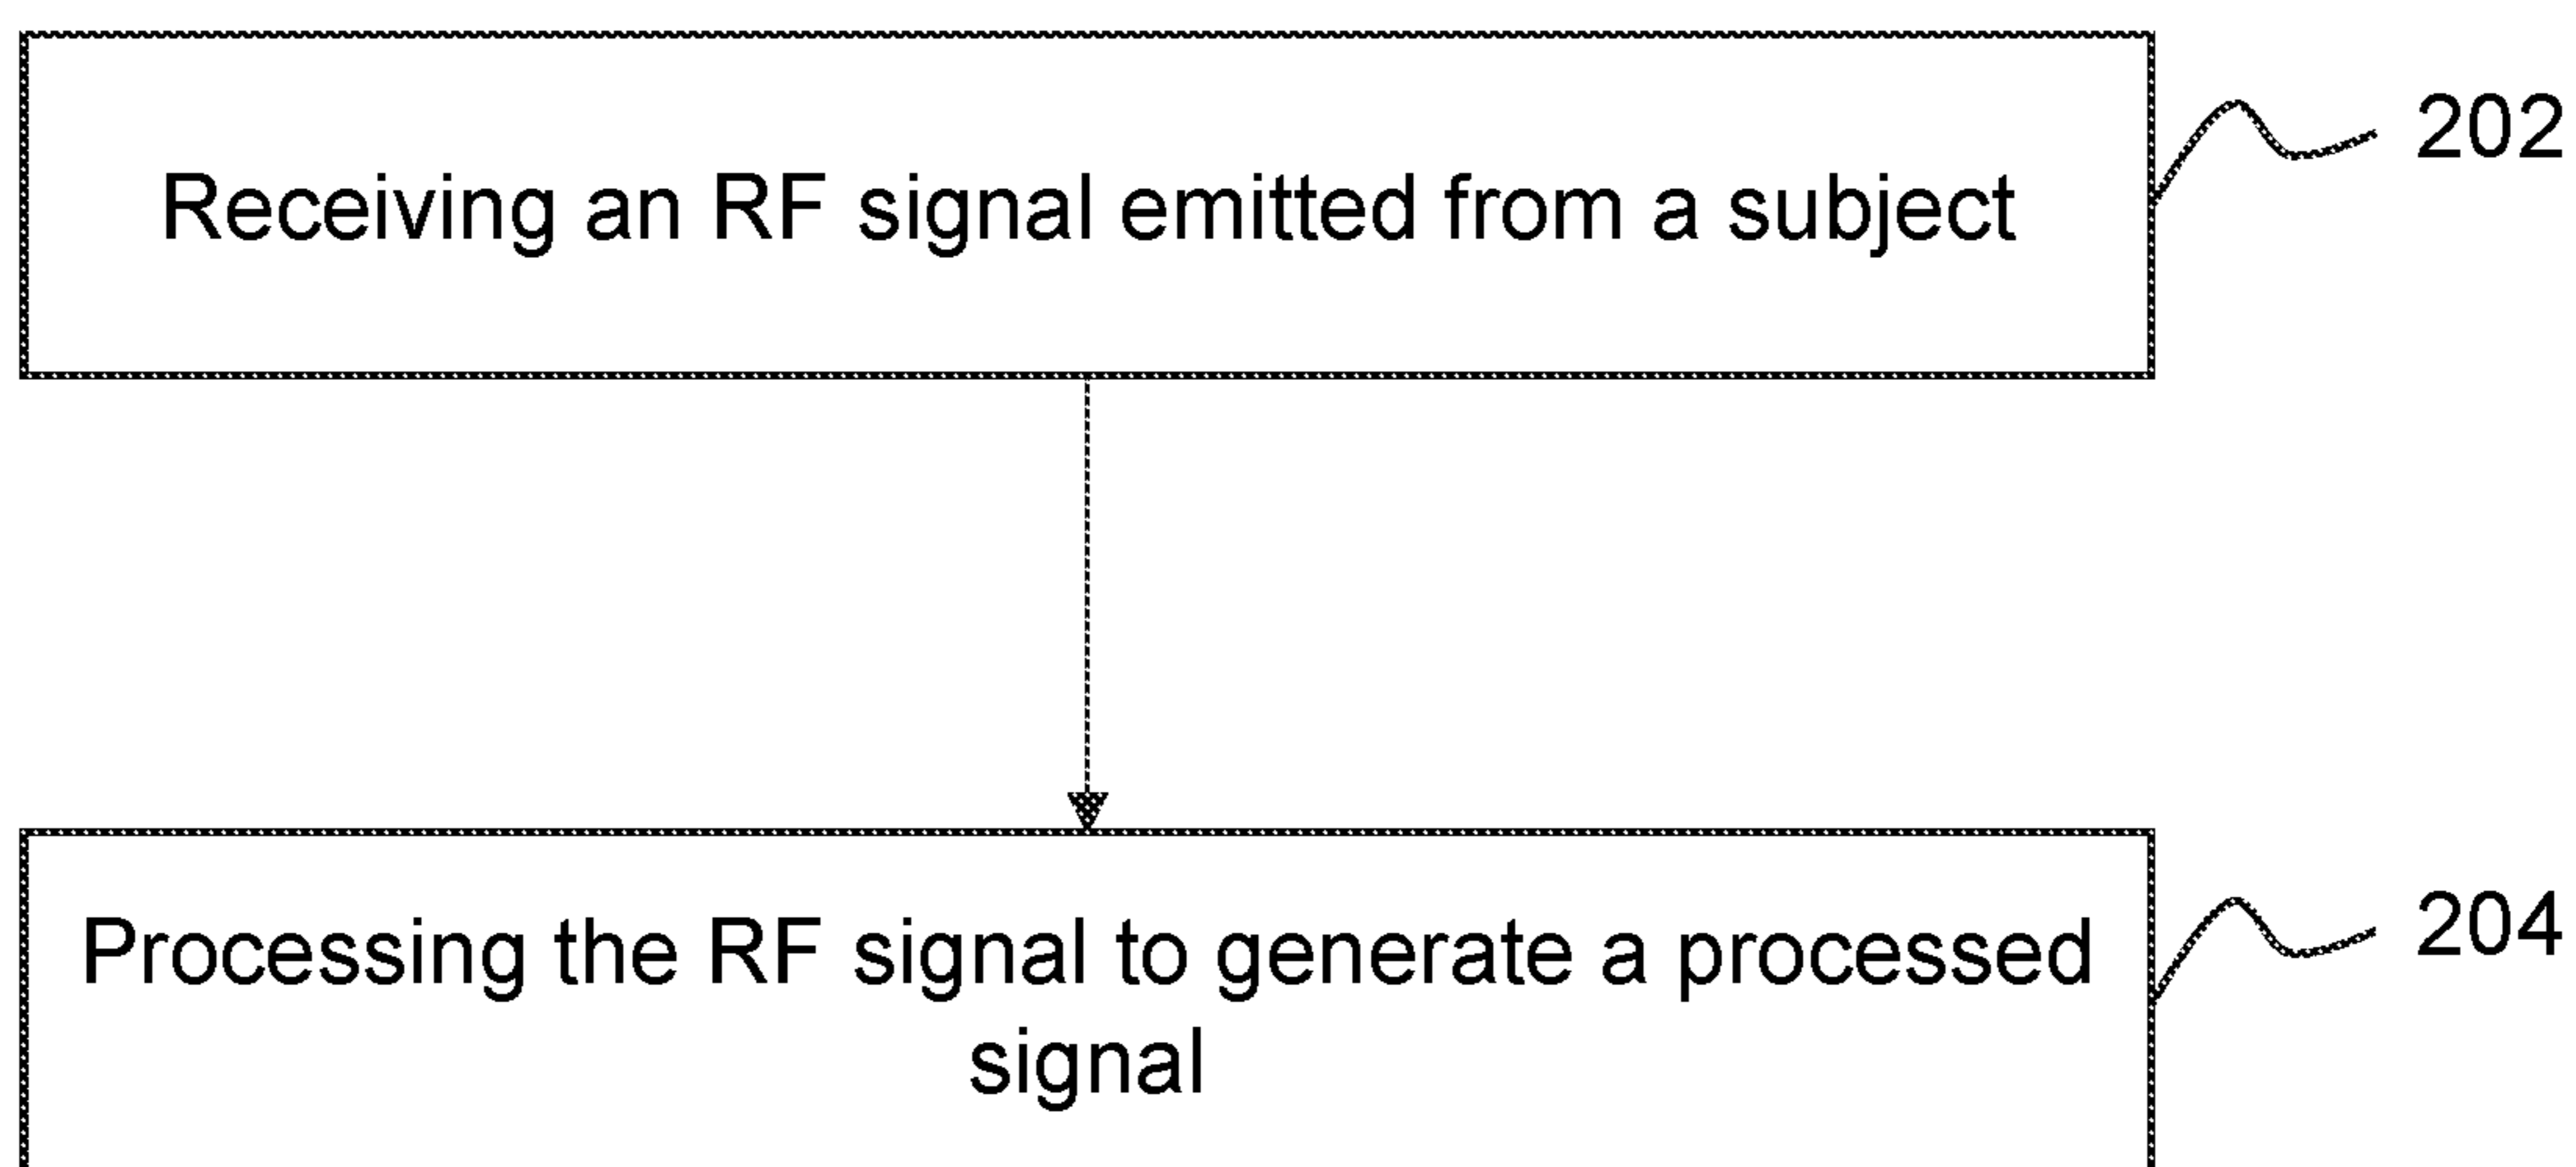 Receiving an RF signal emitted from a subject
202
Processing the RF signal to generate a processed
signal
204